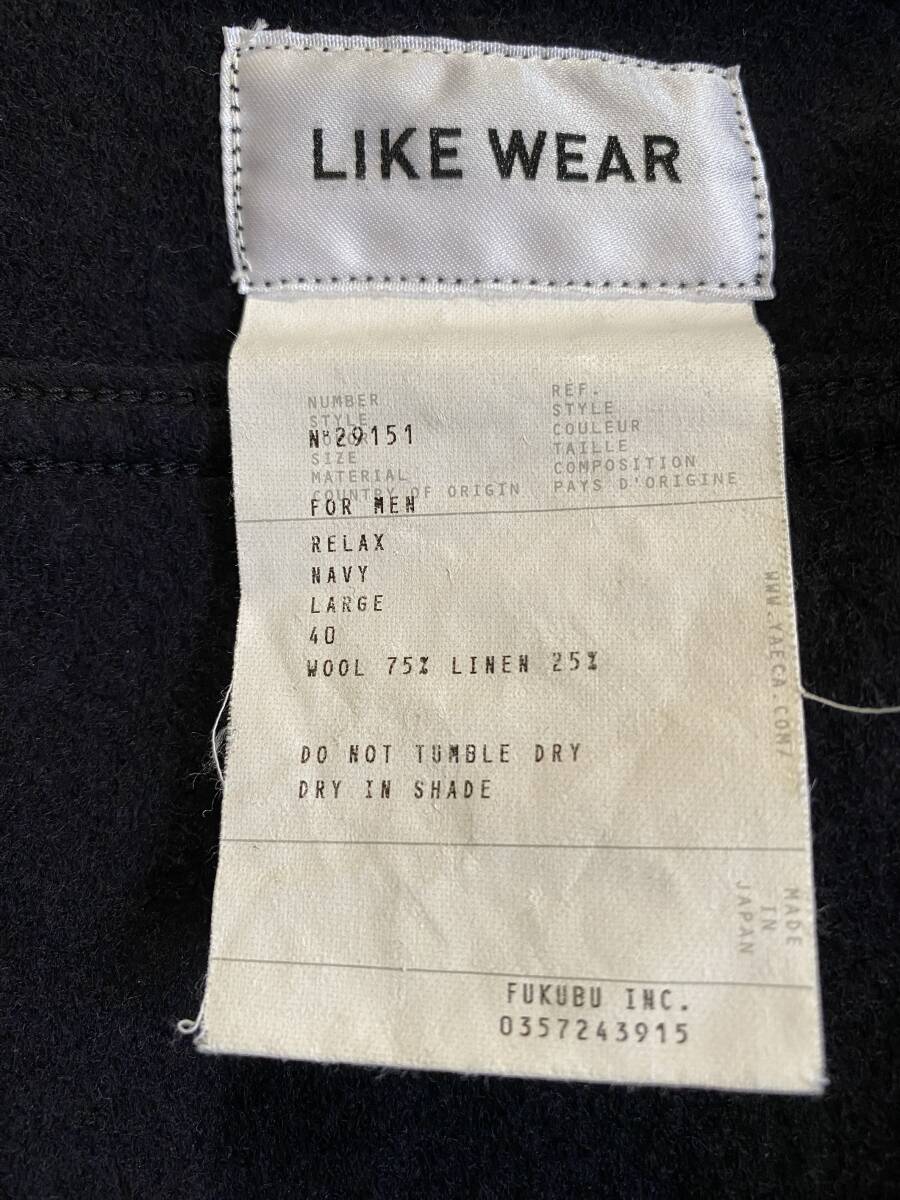 LIKE WEAR
NUMBER
STYLE
COLOR
SIZE
MATERIAL
COUNTRY OF ORIGIN
REF.
STYLE
COULEUR
TAILLE
COMPOSITION
PAYS D'ORIGINE
N°29151
FOR MEN
RELAX
NAVY
LARGE
40
WOOL 75% LINEN 25%
DO NOT TUMBLE DRY
DRY IN SHADE
WWW.YAECA.COM/
MADE
IN
JAPAN
FUKUBU INC.
0357243915